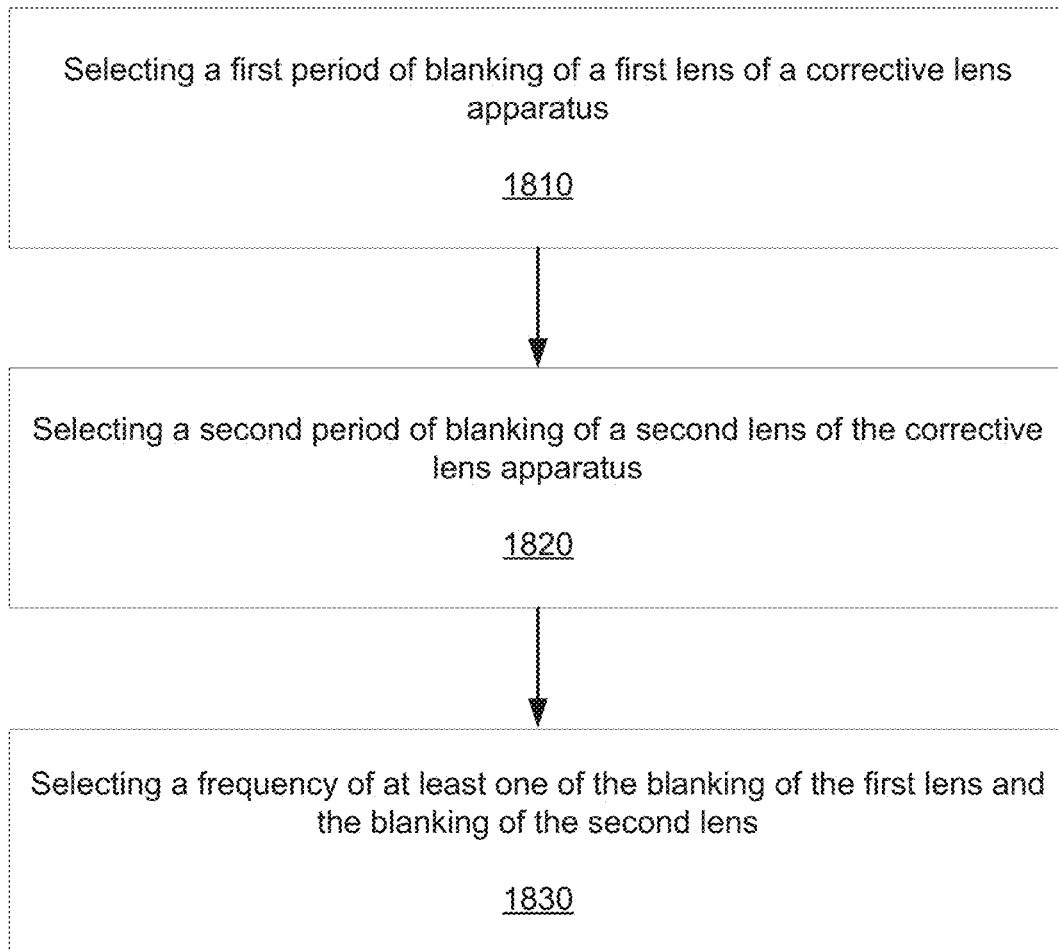 Selecting a first period of blanking of a first lens of a corrective lens
apparatus
1810
Selecting a second period of blanking of a second lens of the corrective
lens apparatus
1820
Selecting a frequency of at least one of the blanking of the first lens and
the blanking of the second lens
1830